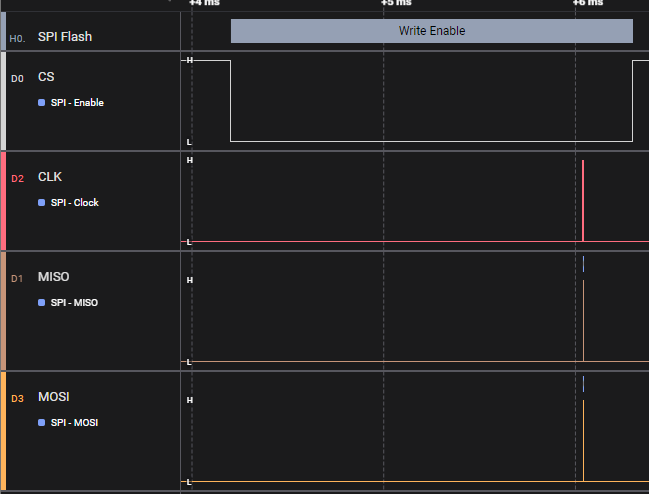 +4 ms +5 ms +6 ms
H0. SPI Flash Write Enable
D0 CS H
SPI - Enable
L
D2 CLK H
SPI - Clock
L
D1 MISO H
SPI - MISO
L
D3 MOSI H
SPI - MOSI
L